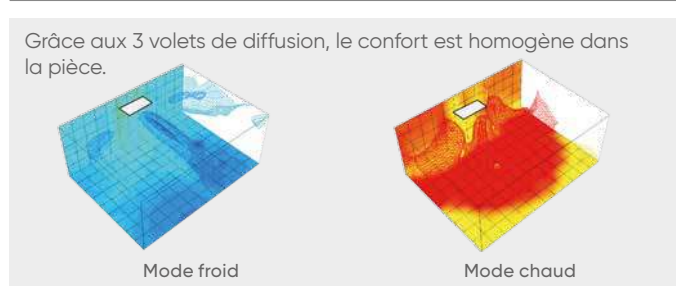 Grâce aux 3 volets de diffusion, le confort est homogène dans
la pièce.
Mode froid
Mode chaud